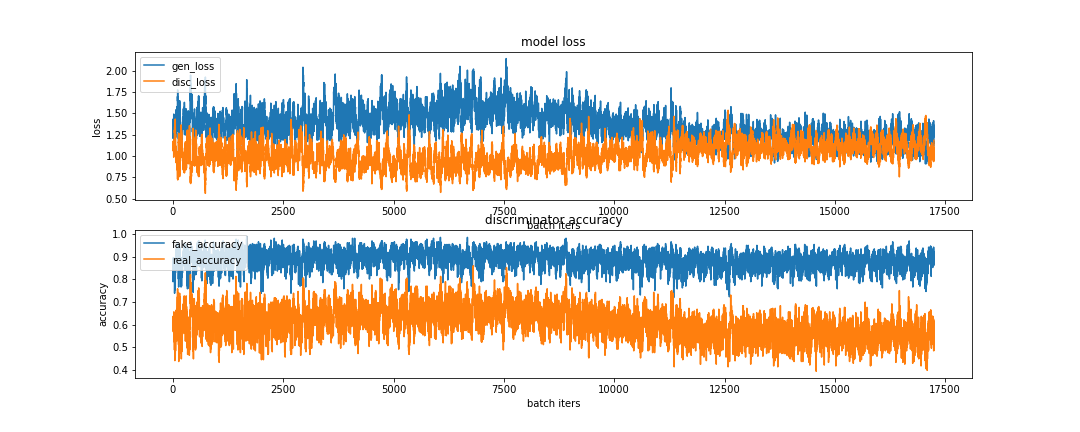 model loss
gen_loss
disc_loss
2.00
1.75
1.50
1.25
1.00
0.75
0.50
loss
0 2500 5000 7500 10000 12500 15000 17500
batch iters
discriminator accuracy
fake_accuracy
real_accuracy
1.0
0.9
0.8
0.7
0.6
0.5
0.4
accuracy
0 2500 5000 7500 10000 12500 15000 17500
batch iters